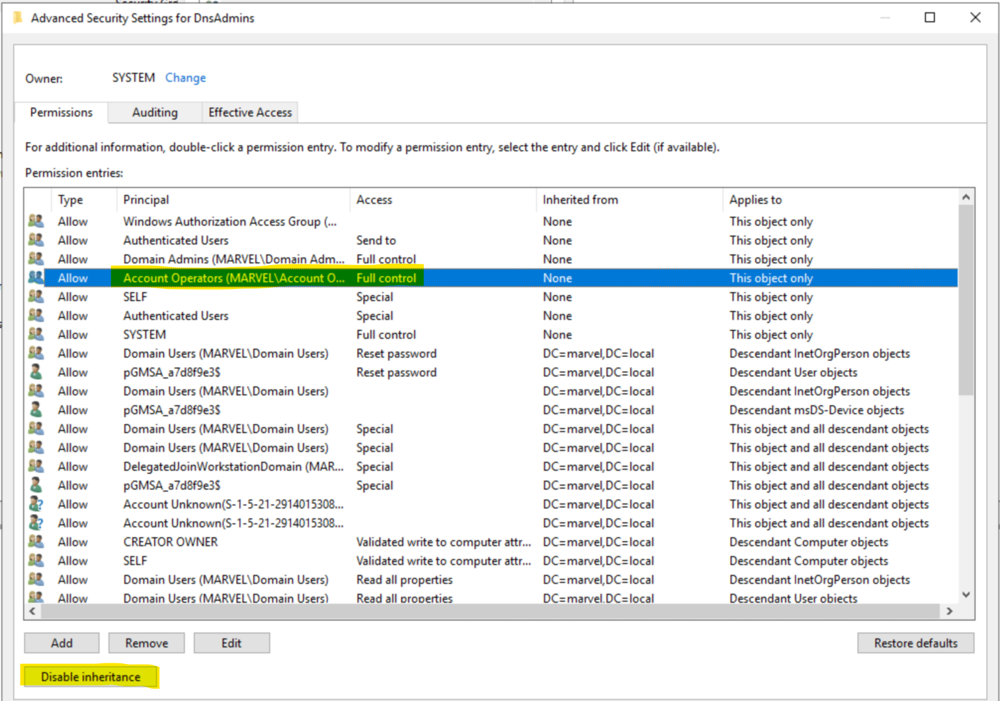 Advanced Security Settings for DnsAdmins
Owner: SYSTEM Change
Permissions Auditing Effective Access
For additional information, double-click a permission entry. To modify a permission entry, select the entry and click Edit (if available).
Permission entries:
Type Principal Access Inherited from Applies to
Allow Windows Authorization Access Group (... None This object only
Allow Authenticated Users Send to None This object only
Allow Domain Admins (MARVEL\Domain Adm... Full control None This object only
Allow Account Operators (MARVEL\Account O... Full control None This object only
Allow SELF Special None This object only
Allow Authenticated Users Special None This object only
Allow SYSTEM Full control None This object only
Allow Domain Users (MARVEL\Domain Users) Reset password DC=marvel,DC=local Descendant InetOrgPerson objects
Allow pGMSA_a7d8f9e3$ Reset password DC=marvel,DC=local Descendant User objects
Allow Domain Users (MARVEL\Domain Users) DC=marvel,DC=local Descendant InetOrgPerson objects
Allow pGMSA_a7d8f9e3$ DC=marvel,DC=local Descendant msDS-Device objects
Allow Domain Users (MARVEL\Domain Users) Special DC=marvel,DC=local This object and all descendant objects
Allow Domain Users (MARVEL\Domain Users) Special DC=marvel,DC=local This object and all descendant objects
Allow DelegatedJoinWorkstationDomain (MAR... Special DC=marvel,DC=local This object and all descendant objects
Allow pGMSA_a7d8f9e3$ Special DC=marvel,DC=local This object and all descendant objects
Allow Account Unknown(S-1-5-21-2914015308... DC=marvel,DC=local This object and all descendant objects
Allow Account Unknown(S-1-5-21-2914015308... DC=marvel,DC=local This object and all descendant objects
Allow CREATOR OWNER Validated write to computer attr... DC=marvel,DC=local Descendant Computer objects
Allow SELF Validated write to computer attr... DC=marvel,DC=local Descendant Computer objects
Allow Domain Users (MARVEL\Domain Users) Read all properties DC=marvel,DC=local Descendant InetOrgPerson objects
Allow Domain Users (MARVEL\Domain Users) Read all properties DC=marvel,DC=local Descendant User objects
Add Remove Edit Restore defaults
Disable inheritance